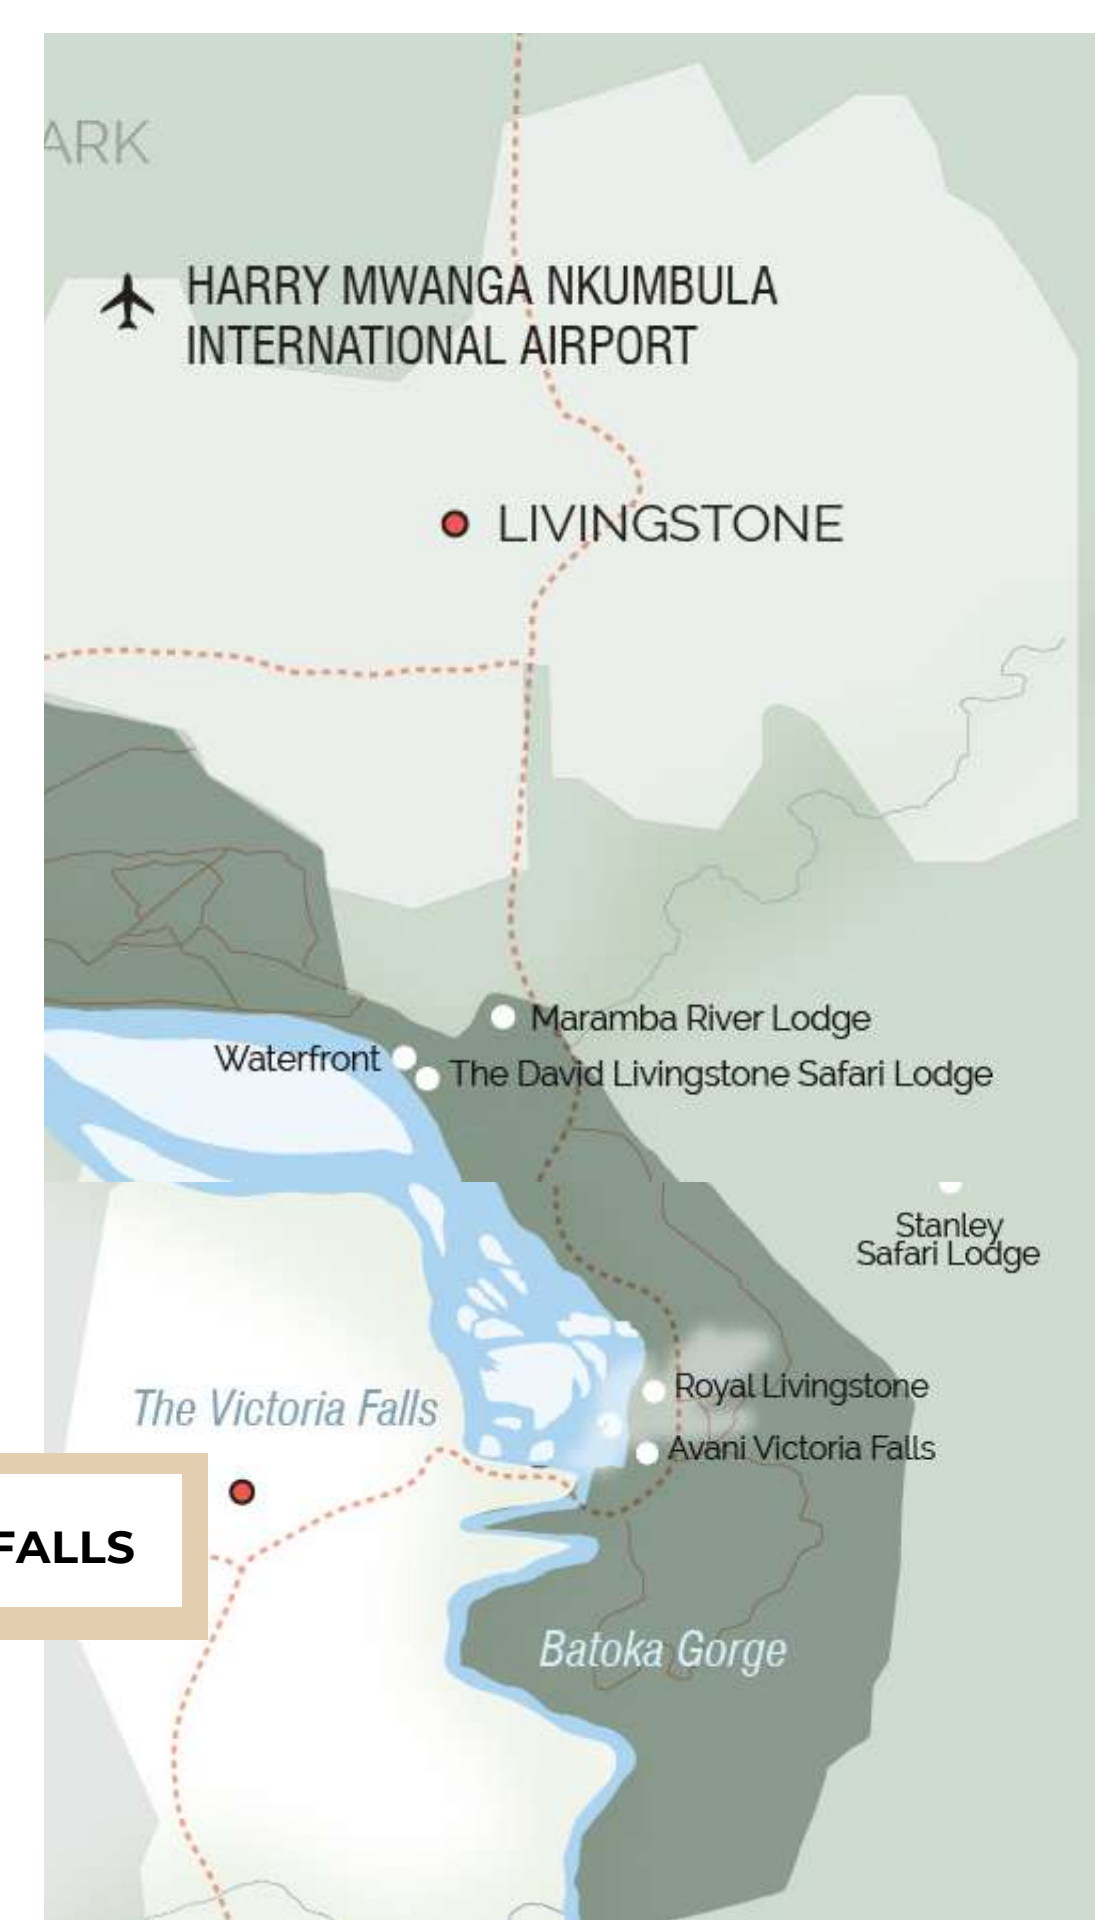 ARK
HARRY MWANGA NKUMBULA
INTERNATIONAL AIRPORT
LIVINGSTONE
Maramba River Lodge
Waterfront
The David Livingstone Safari Lodge
Stanley
Safari Lodge
Royal Livingstone
The Victoria Falls
Avani Victoria Falls
FALLS
Batoka Gorge